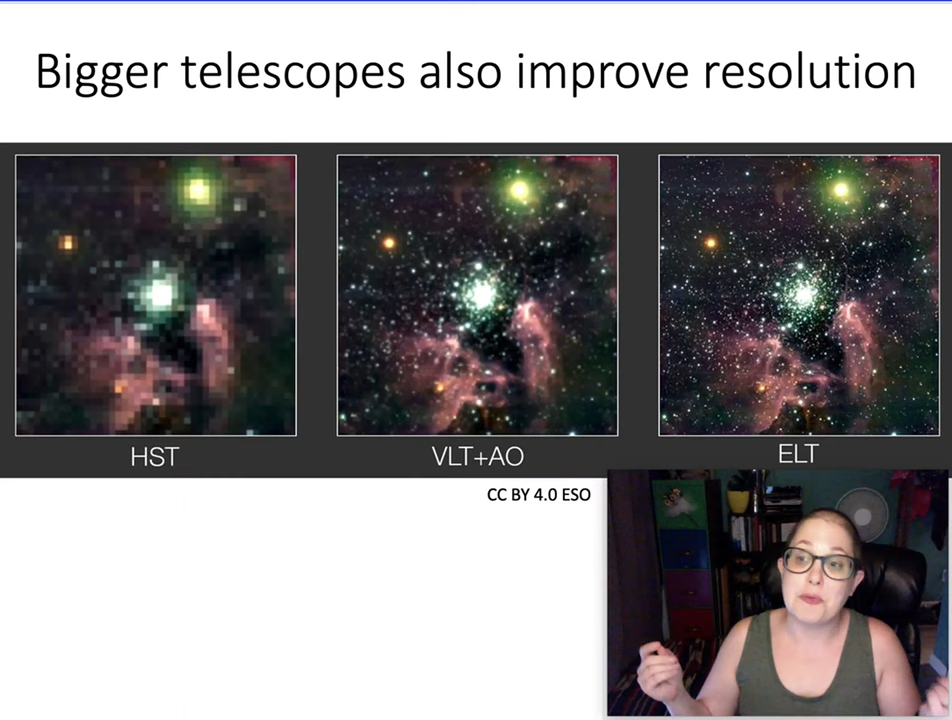 Bigger telescopes also improve resolution
HST
VLT+AO
ELT
CC BY 4.0 ESO